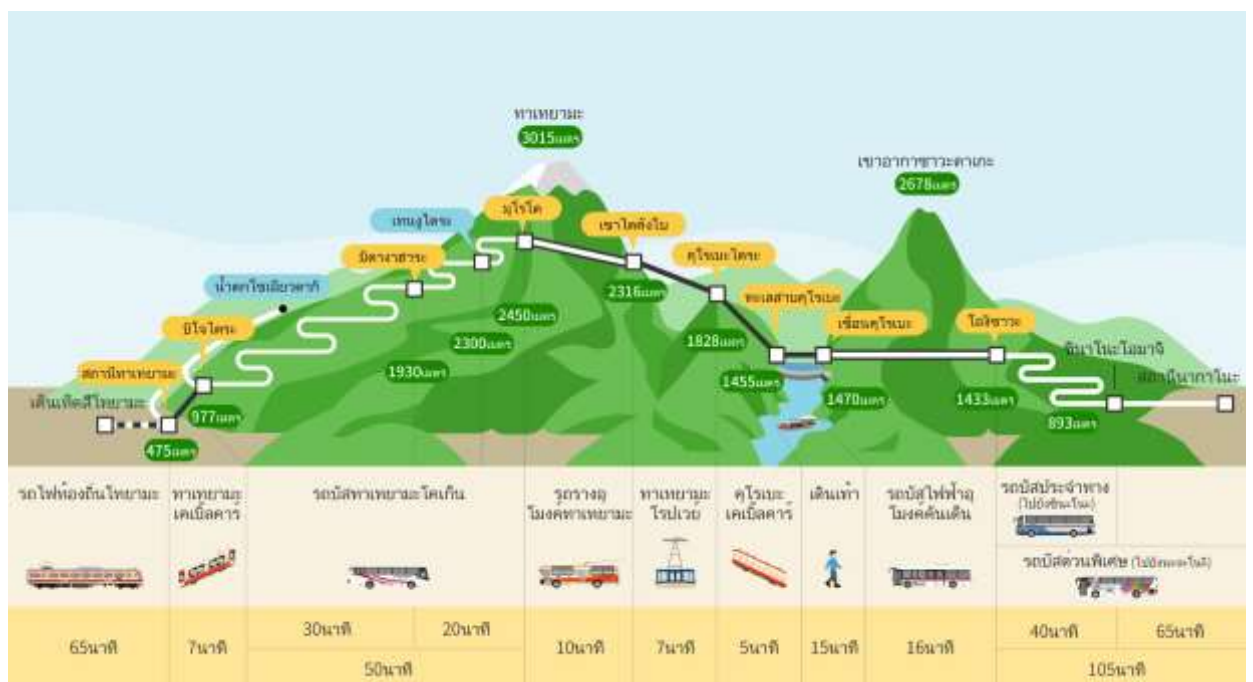 ทาเทยามะ
3015เมตร
เขาอากาซาวะดาเกะ
2678เมตร
มุโรโด
เทนงุไดระ
เขาไดคังโบ
มิดางาฮาระ
คุโรเบะไดระ
น้ำตกโชเมียวดากิ
2316เมตร
ทะเลสาบคุโรเบะ
2450เมตร
บิโจไดระ
เขื่อนคุโรเบะ
โอกิซาวะ
2300เมตร
1828เมตร
ชินาโนะโอมาจิ
สถานีทาเทยามะ
1930เมตร
1455เมตร
สถานีนากาโนะ
เด็นเท็ตสึโทยามะ
977เมตร
1470เมตร
1433เมตร
893เมตร
475เมตร
รถไฟท้องถิ่นโทยามะ
ทาเทยามะ
เคเบิ้ลคาร์
รถบัสทาเทยามะโคเก็น
รถรางอุ
โมงค์ทาเทยามะ
ทาเทยามะ
โรปเวย์
คุโรเบะ
เคเบิ้ลคาร์
เดินเท้า
รถบัสไฟฟ้าอุ
โมงค์คันเด็น
รถบัสประจำทาง
รถบัสด่วนพิเศษ
65นาที
7นาที
30นาที
20นาที
50นาที
10นาที
7นาที
5นาที
15นาที
16นาที
40นาที
65นาที
105นาที